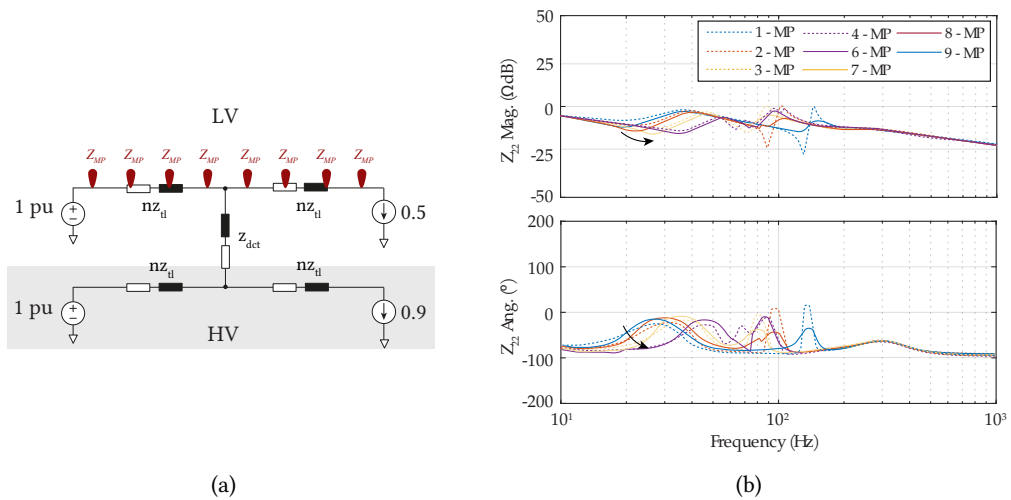 (a)
LV
Z_MP Z_MP Z_MP Z_MP Z_MP Z_MP Z_MP Z_MP
1 pu
+
−
nz_tl
nz_tl
0.5
z_dct
nz_tl
nz_tl
1 pu
+
−
0.9
HV
(a)
(b)
50
25
0
-25
-50
Z_22 Mag. (Ω dB)
1 - MP
2 - MP
3 - MP
4 - MP
6 - MP
7 - MP
8 - MP
9 - MP
200
100
0
-100
-200
Z_22 Ang. (º)
10^1
10^2
10^3
Frequency (Hz)
(b)